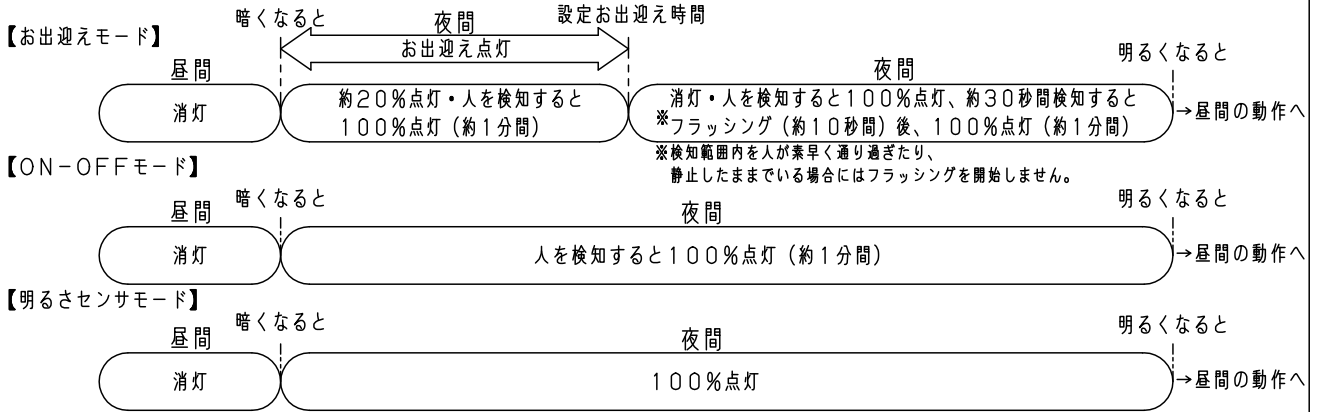 【お出迎えモード】
暗くなると
夜間
設定お出迎え時間
お出迎え点灯
明るくなると
昼間
夜間
消灯
約20%点灯・人を検知すると
100%点灯(約1分間)
消灯・人を検知すると100%点灯、約30秒間検知すると
※フラッシング(約10秒間)後、100%点灯(約1分間)
→昼間の動作へ
※検知範囲内を人が素早く通り過ぎたり、
静止したままでいる場合にはフラッシングを開始しません。
【ON-OFFモード】
昼間
暗くなると
夜間
明るくなると
消灯
人を検知すると100%点灯(約1分間)
→昼間の動作へ
【明るさセンサモード】
昼間
暗くなると
夜間
明るくなると
消灯
100%点灯
→昼間の動作へ